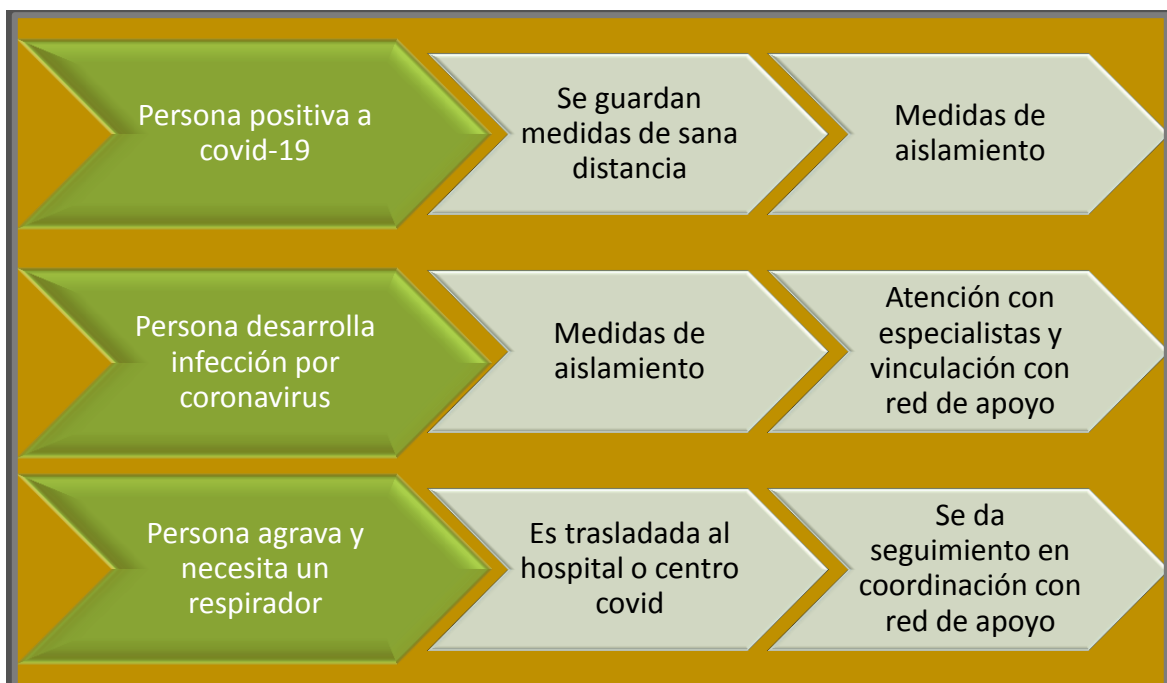 Persona positiva a
covid-19
Se guardan
medidas de sana
distancia
Medidas de
aislamiento
Persona desarrolla
infección por
coronavirus
Medidas de
aislamiento
Atención con
especialistas y
vinculación con
red de apoyo
Persona agrava y
necesita un
respirador
Es trasladada al
hospital o centro
covid
Se da
seguimiento en
coordinación con
red de apoyo